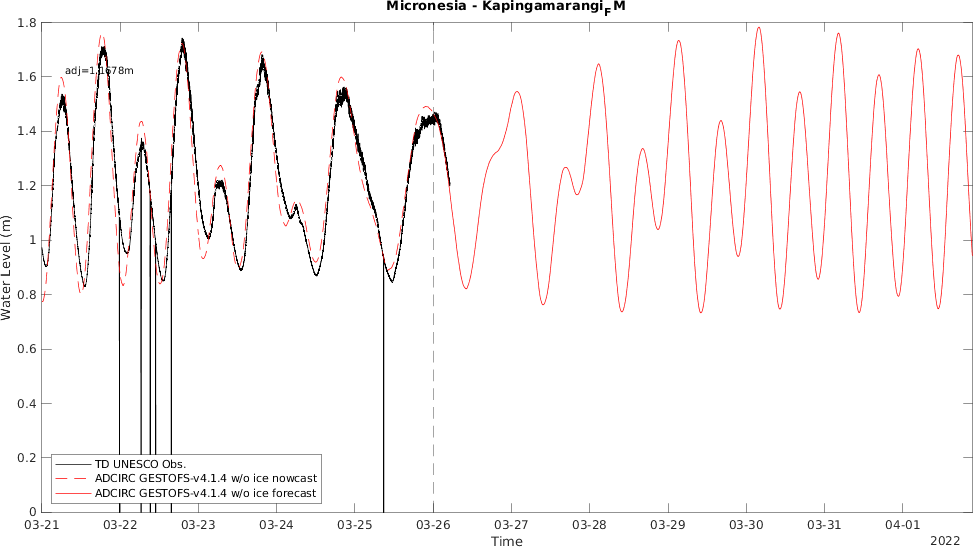 Micronesia - Kapingamarangi_FM
1.8
1.6
1.4
1.2
1
0.8
0.6
0.4
0.2
0
Water Level (m)
adj=1.1678m
TD UNESCO Obs.
ADCIRC GESTOFS-v4.1.4 w/o ice nowcast
ADCIRC GESTOFS-v4.1.4 w/o ice forecast
03-21 03-22 03-23 03-24 03-25 03-26 03-27 03-28 03-29 03-30 03-31 04-01
Time
2022